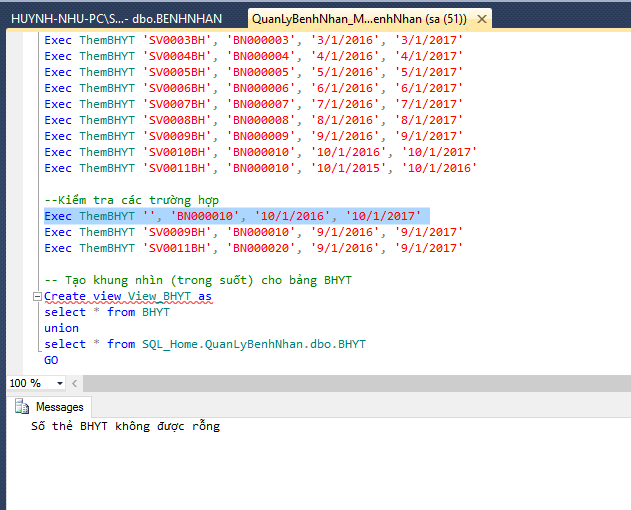 HUYNH-NHU-PC\S...- dbo.BENHNHAN
QuanLyBenhNhan_M...enhNhan (sa (51))
Exec ThemBHYT 'SV0003BH', 'BN000003', '3/1/2016', '3/1/2017'
Exec ThemBHYT 'SV0004BH', 'BN000004', '4/1/2016', '4/1/2017'
Exec ThemBHYT 'SV0005BH', 'BN000005', '5/1/2016', '5/1/2017'
Exec ThemBHYT 'SV0006BH', 'BN000006', '6/1/2016', '6/1/2017'
Exec ThemBHYT 'SV0007BH', 'BN000007', '7/1/2016', '7/1/2017'
Exec ThemBHYT 'SV0008BH', 'BN000008', '8/1/2016', '8/1/2017'
Exec ThemBHYT 'SV0009BH', 'BN000009', '9/1/2016', '9/1/2017'
Exec ThemBHYT 'SV0010BH', 'BN000010', '10/1/2016', '10/1/2017'
Exec ThemBHYT 'SV0011BH', 'BN000010', '10/1/2015', '10/1/2016'
--Kiểm tra các trường hợp
Exec ThemBHYT '', 'BN000010', '10/1/2016', '10/1/2017'
Exec ThemBHYT 'SV0009BH', 'BN000010', '9/1/2016', '9/1/2017'
Exec ThemBHYT 'SV0011BH', 'BN000020', '9/1/2016', '9/1/2017'
-- Tạo khung nhìn (trong suốt) cho bảng BHYT
Create view View_BHYT as
select * from BHYT
union
select * from SQL_Home.QuanLyBenhNhan.dbo.BHYT
GO
100 %
Messages
Số thẻ BHYT không được rỗng